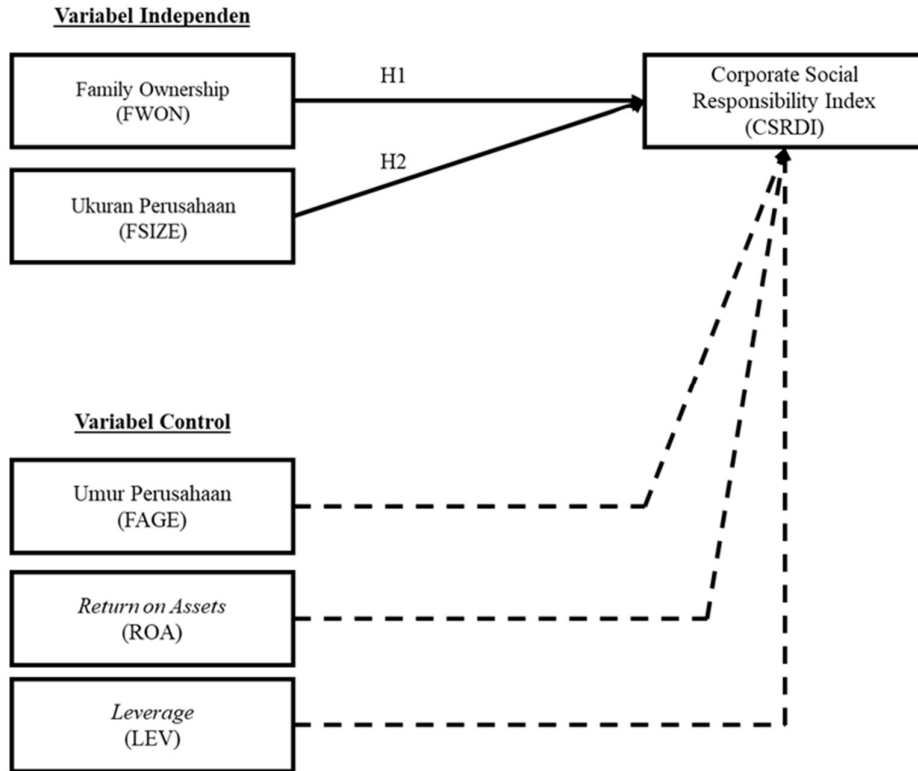 Variabel Independen
Family Ownership
(FWON)
H1
Corporate Social
Responsibility Index
(CSRDI)
H2
Ukuran Perusahaan
(FSIZE)
Variabel Control
Umur Perusahaan
(FAGE)
Return on Assets
(ROA)
Leverage
(LEV)